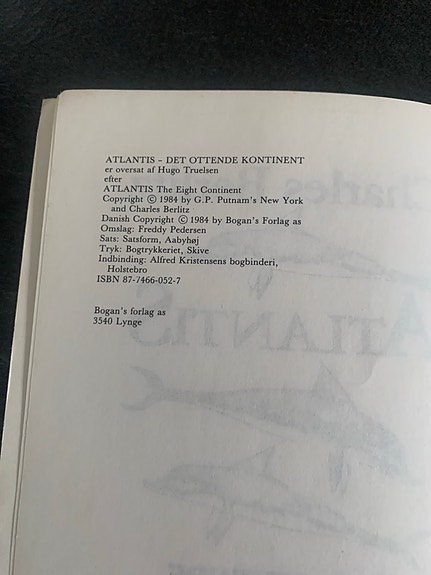 ATLANTIS – DET OTTENDE KONTINENT
er oversat af Hugo Truelsen
efter
ATLANTIS The Eight Continent
Copyright © 1984 by G.P. Putnam's New York
and Charles Berlitz
Danish Copyright © 1984 by Bogan's Forlag as
Omslag: Freddy Pedersen
Sats: Satsform, Aabyhøj
Tryk: Bogtrykkeriet, Skive
Indbinding: Alfred Kristensens bogbinderi,
Holstebro
ISBN 87-7466-052-7
Bogan's forlag as
3540 Lynge
Charles B
ATLANTIS